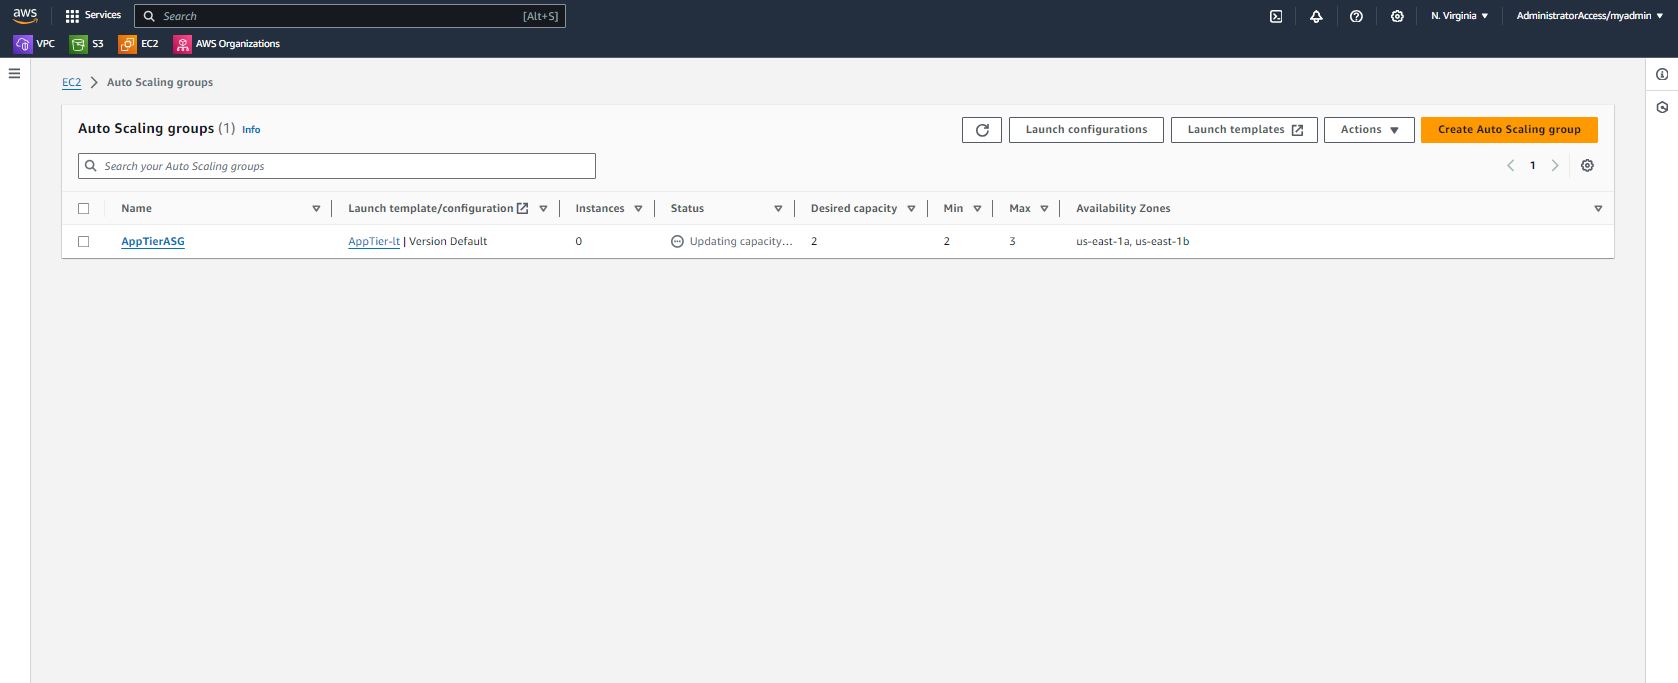 aws Services Search [Alt+S] N. Virginia AdministratorAccess/myadmin
VPC S3 EC2 AWS Organizations
EC2 Auto Scaling groups
Auto Scaling groups (1) Info Launch configurations Launch templates Actions Create Auto Scaling group
Search your Auto Scaling groups 1
Name Launch template/configuration Instances Status Desired capacity Min Max Availability Zones
AppTierASG AppTier-lt | Version Default 0 Updating capacity... 2 2 3 us-east-1a, us-east-1b